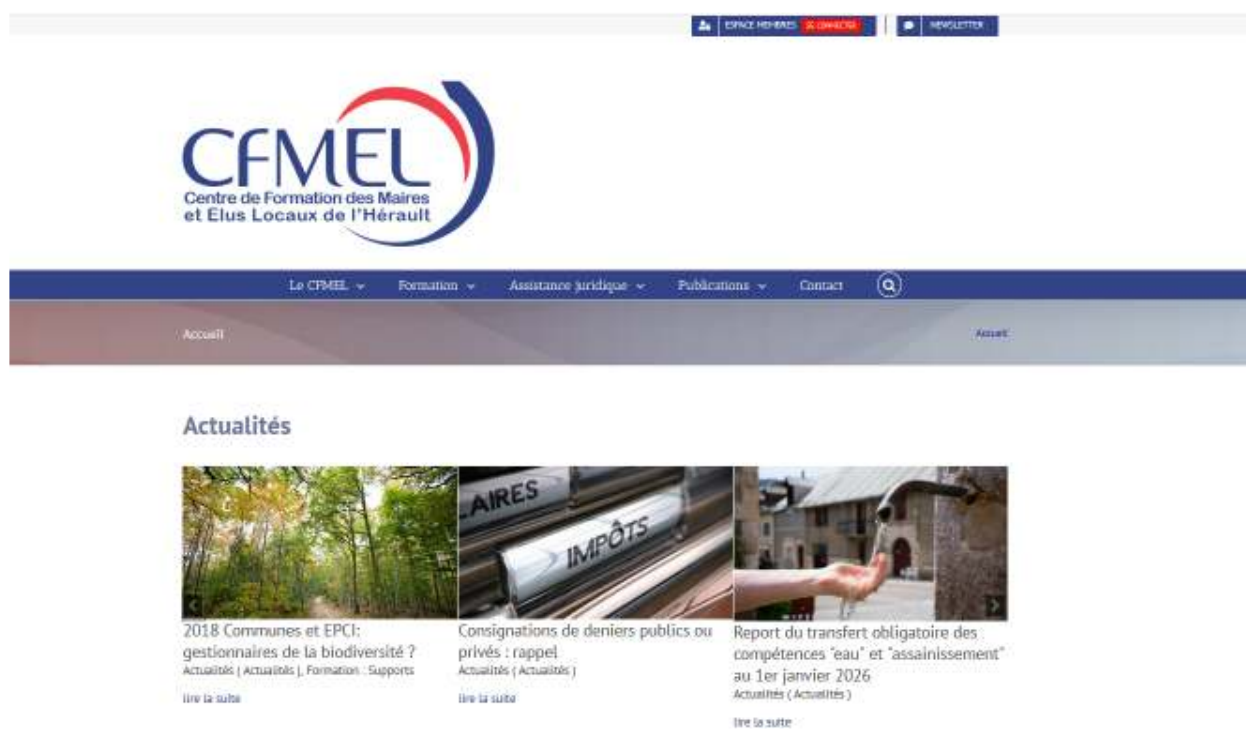 ESPACE MEMBRES SE CONNECTER
NEWSLETTER
CFMEL
Centre de Formation des Maires
et Elus Locaux de l'Hérault
Le CFMEL Formation Assistance juridique Publications Contact
Accueil Accueil
Actualités
AIRES
IMPÔTS
2018 Communes et EPCI:
gestionnaires de la biodiversité ?
Actualités ( Actualités ), Formation : Supports
lire la suite
Consignations de deniers publics ou
privés : rappel
Actualités ( Actualités )
lire la suite
Report du transfert obligatoire des
compétences "eau" et "assainissement"
au 1er janvier 2026
Actualités ( Actualités )
lire la suite